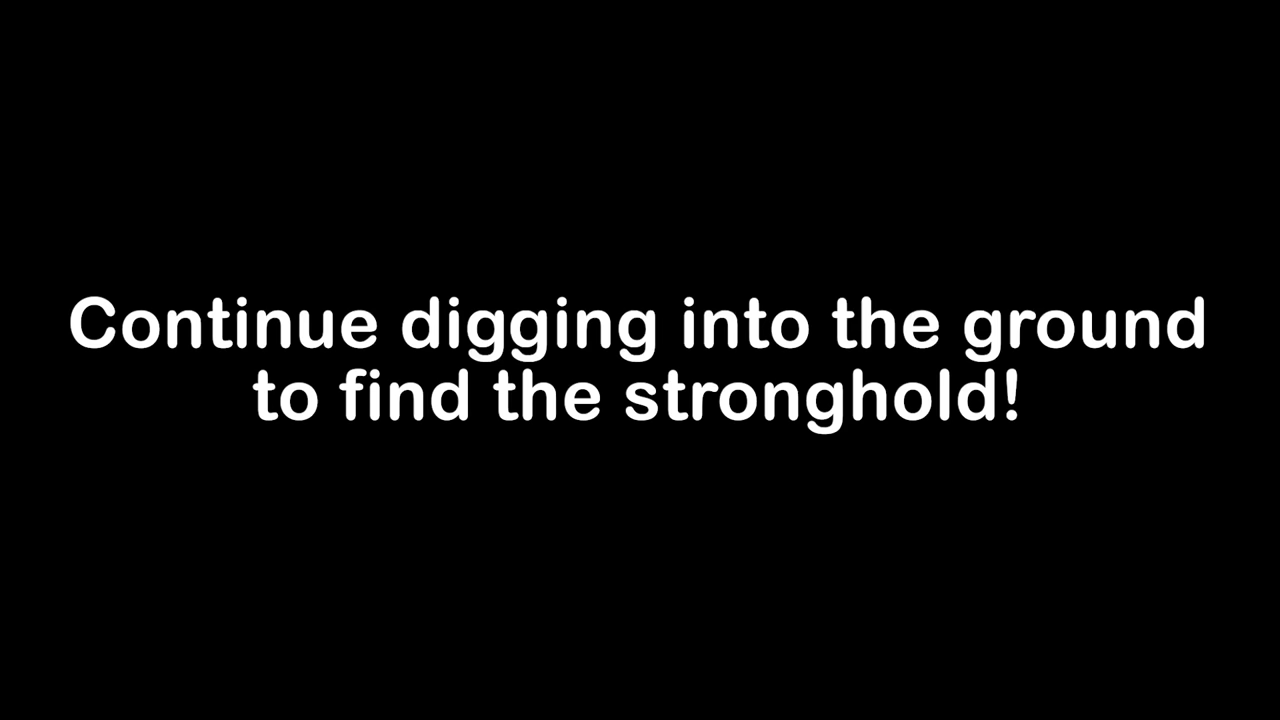 Continue digging into the ground
to find the stronghold!